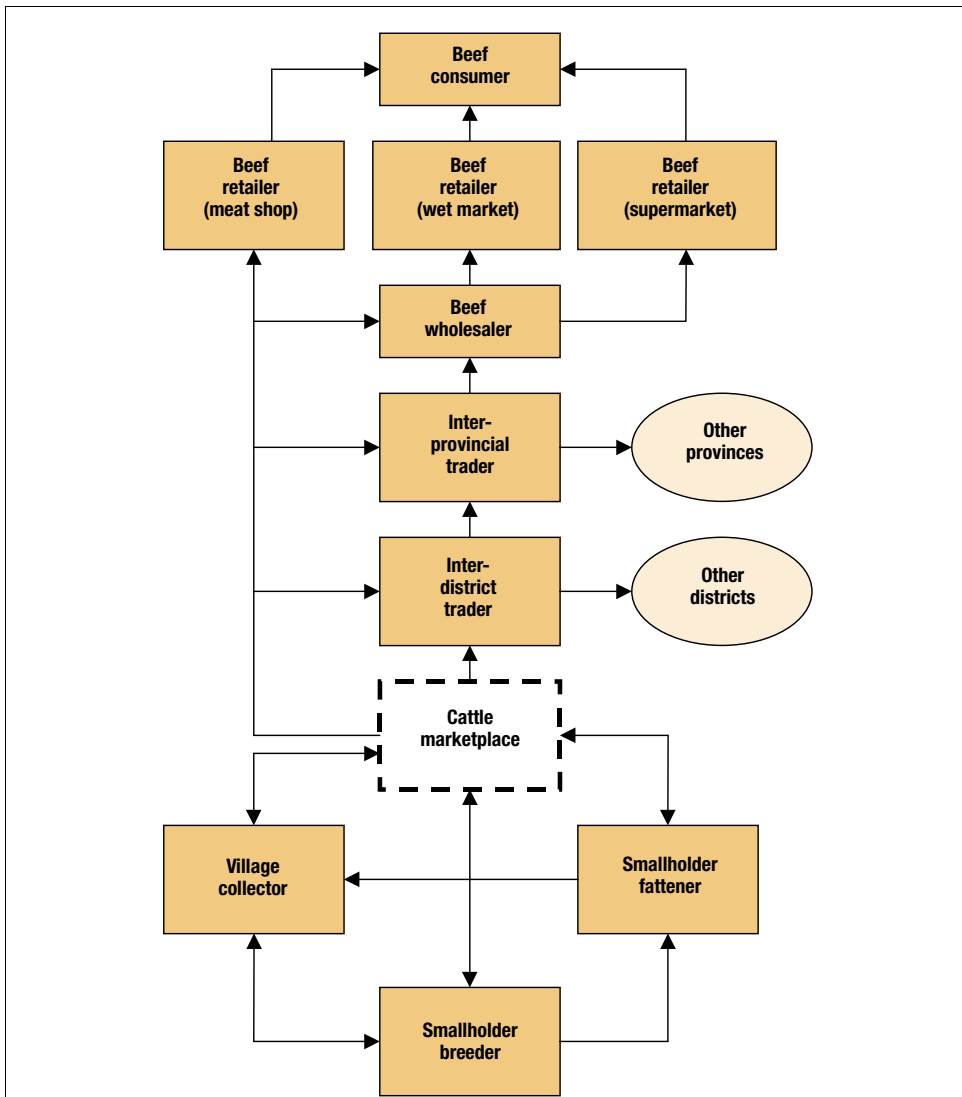 Beef
consumer
Beef
retailer
(meat shop)
Beef
retailer
(wet market)
Beef
retailer
(supermarket)
Beef
wholesaler
Inter-
provincial
trader
Other
provinces
Inter-
district
trader
Other
districts
Cattle
marketplace
Village
collector
Smallholder
fattener
Smallholder
breeder